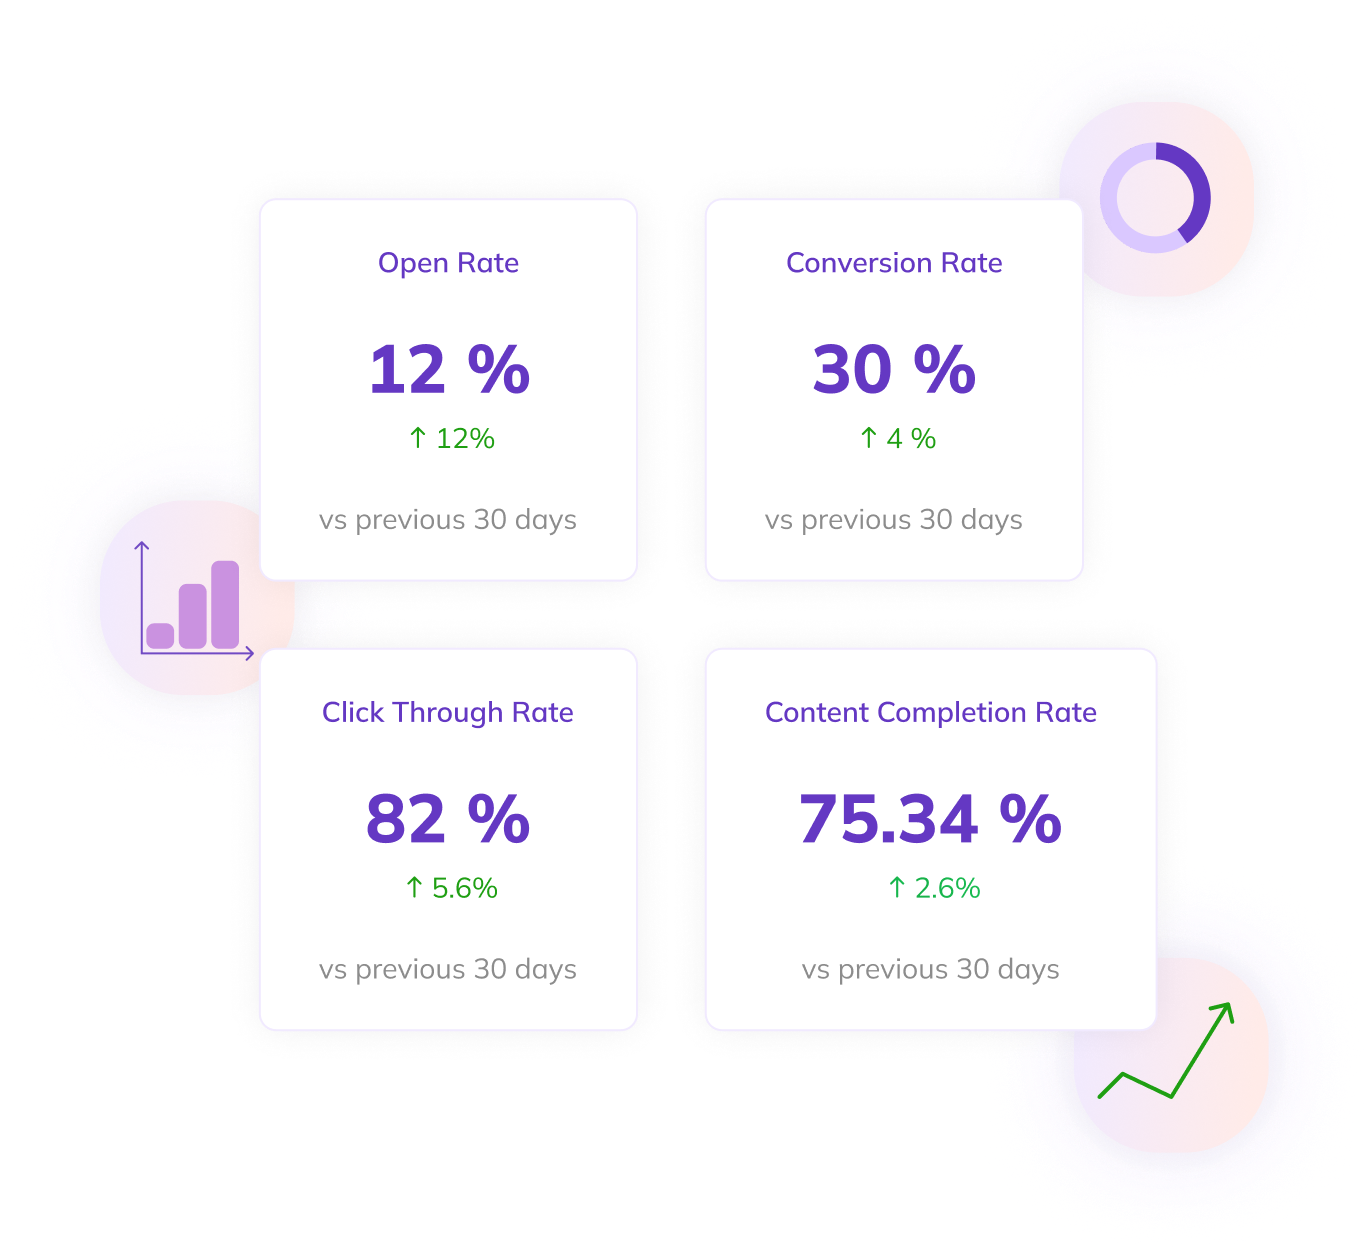 Open Rate
12 %
↑ 12%
vs previous 30 days
Conversion Rate
30 %
↑ 4 %
vs previous 30 days
Click Through Rate
82 %
↑ 5.6%
vs previous 30 days
Content Completion Rate
75.34 %
↑ 2.6%
vs previous 30 days